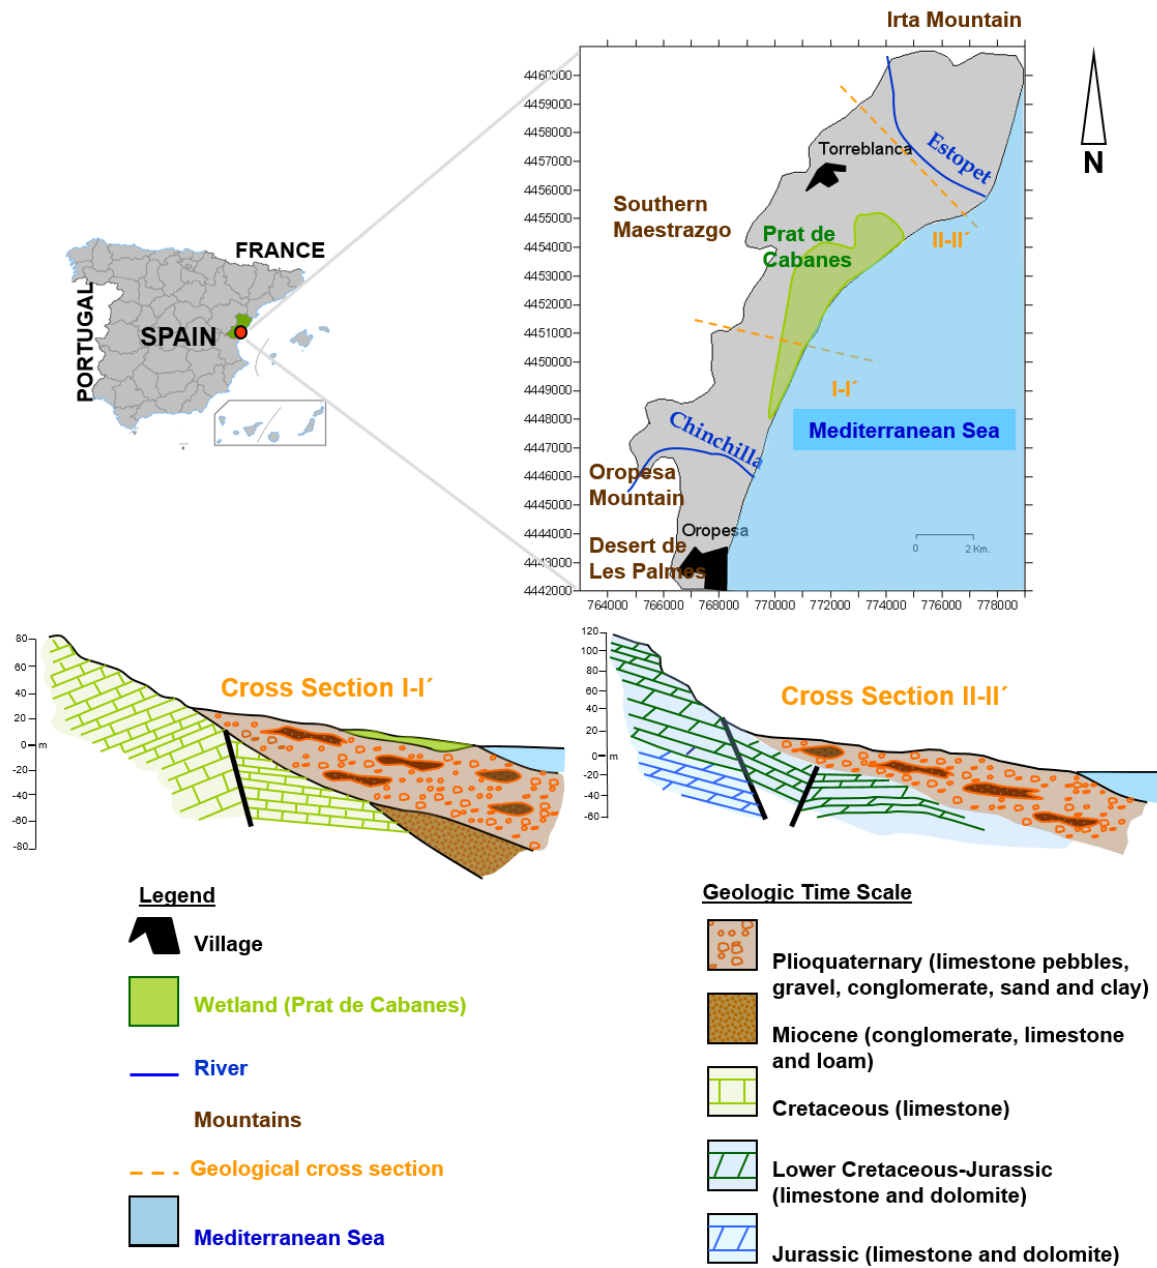 Irta Mountain
4460000
4459000
4458000
4457000
4456000
4455000
4454000
4453000
4452000
4451000
4450000
4449000
4448000
4447000
4446000
4445000
4444000
4443000
4442000
764000 766000 768000 770000 772000 774000 776000 778000
N
Torreblanca
Estopet
Southern
Maestrazgo
Prat de
Cabanes
II-II´
I-I´
Chinchilla
Mediterranean Sea
Oropesa
Mountain
Oropesa
Desert de
Les Palmes
0 2 Km.
FRANCE
PORTUGAL
SPAIN
Cross Section I-I´
80
60
40
20
0 m
-20
-40
-60
-80
Cross Section II-II´
120
100
80
60
40
20
0 m
-20
-40
-60
Legend
Village
Wetland (Prat de Cabanes)
River
Mountains
Geological cross section
Mediterranean Sea
Geologic Time Scale
Plioquaternary (limestone pebbles,
gravel, conglomerate, sand and clay)
Miocene (conglomerate, limestone
and loam)
Cretaceous (limestone)
Lower Cretaceous-Jurassic
(limestone and dolomite)
Jurassic (limestone and dolomite)